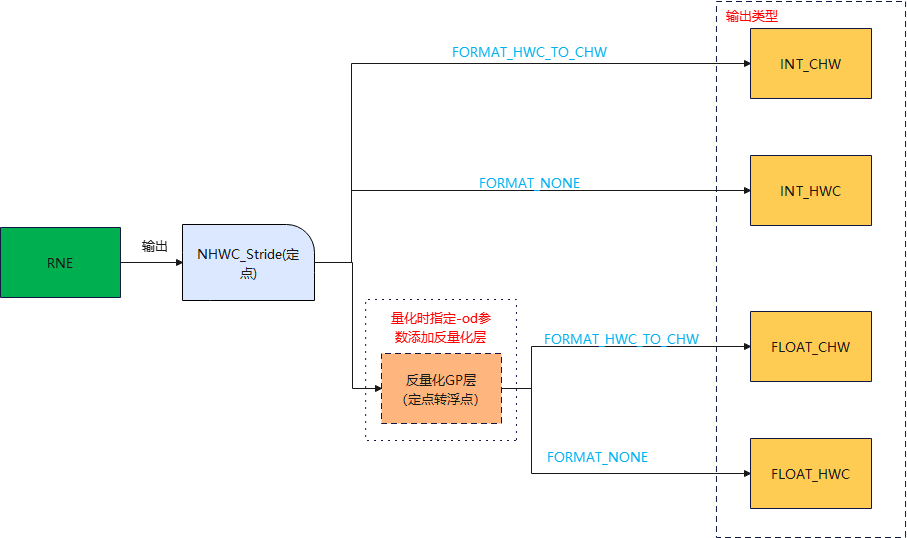 输出类型
FORMAT_HWC_TO_CHW
INT_CHW
FORMAT_NONE
INT_HWC
RNE
输出
NHWC_Stride(定
点)
量化时指定-od参
数添加反量化层
反量化GP层
（定点转浮点）
FORMAT_HWC_TO_CHW
FLOAT_CHW
FORMAT_NONE
FLOAT_HWC